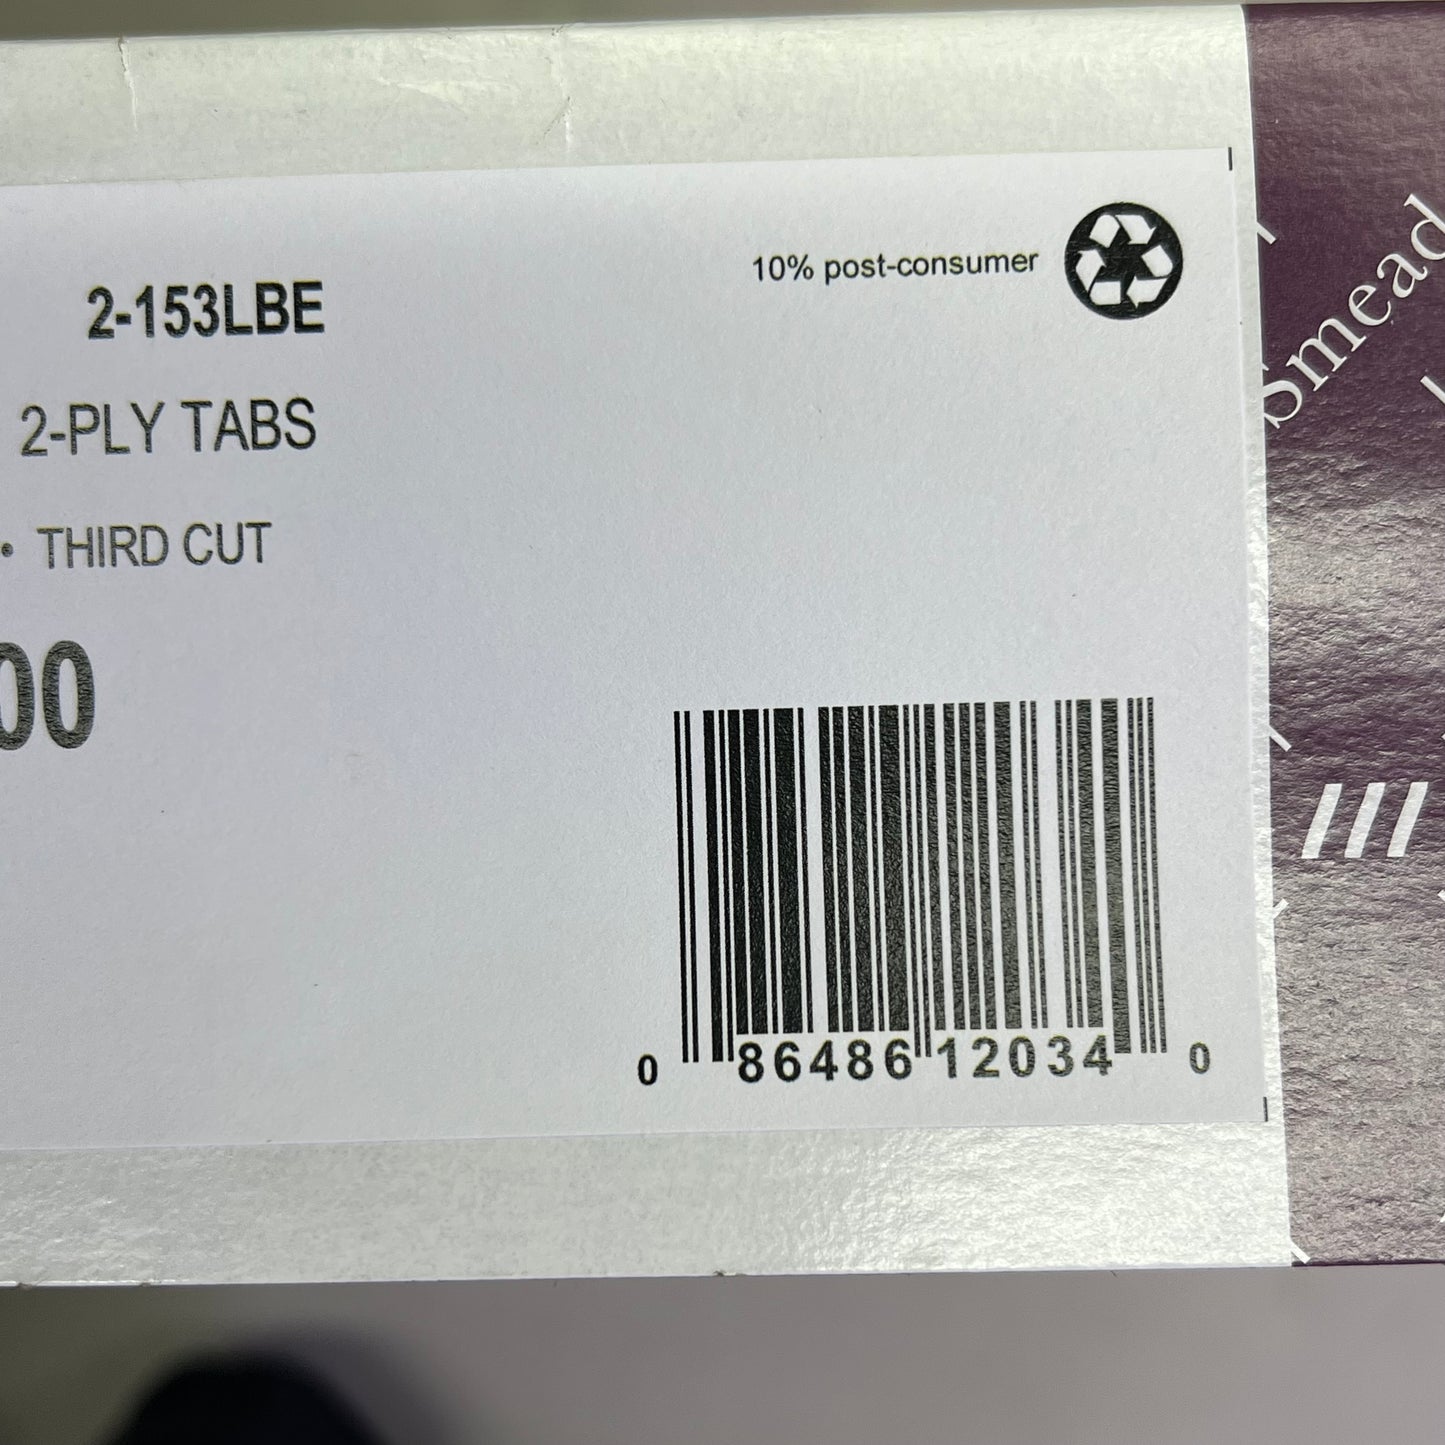 10% post-consumer
2-153LBE
2-PLY TABS
• THIRD CUT
00
0 86486 12034 0
Smead